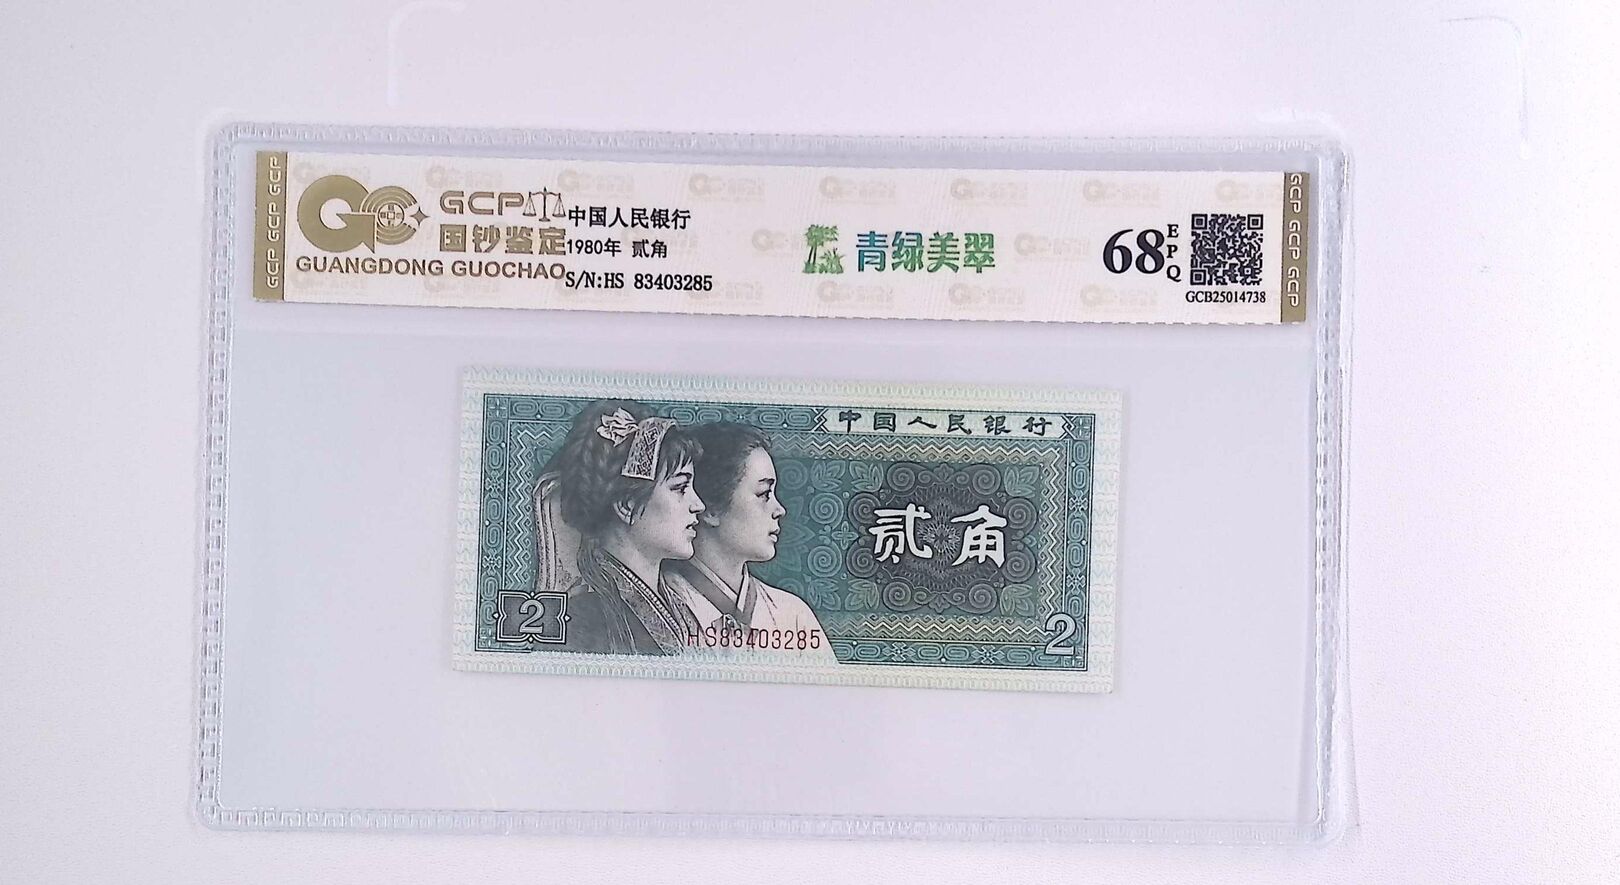 GCP GCP GCP
GCP
国钞鉴定
GUANGDONG GUOCHAO
中国人民银行
1980年 贰角
S/N:HS 83403285
青绿美翠
68
EPQ
GCB25014738
GCP GCP GCP
中国人民银行
贰角
2
HS83403285
2